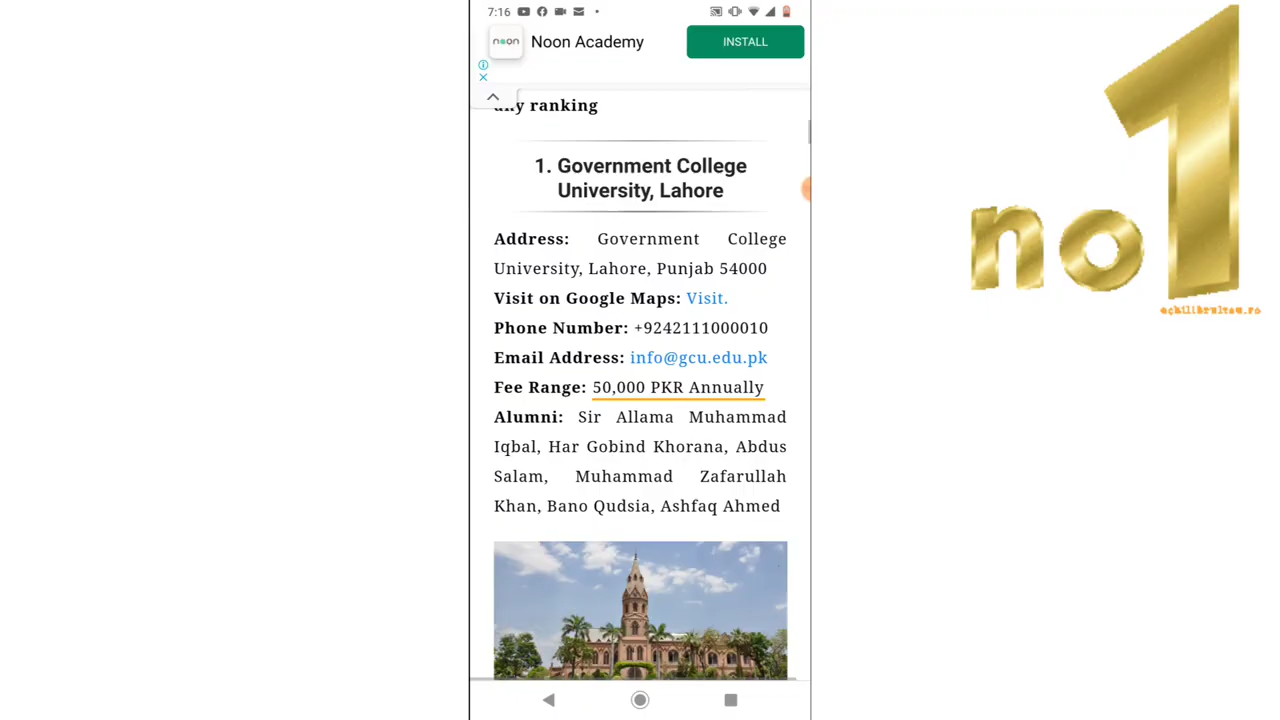 7:16
noon
Noon Academy
INSTALL
any ranking
1. Government College
University, Lahore
Address: Government College
University, Lahore, Punjab 54000
Visit on Google Maps: Visit.
Phone Number: +9242111000010
Email Address: info@gcu.edu.pk
Fee Range: 50,000 PKR Annually
Alumni: Sir Allama Muhammad
Iqbal, Har Gobind Khorana, Abdus
Salam, Muhammad Zafarullah
Khan, Bano Qudsia, Ashfaq Ahmed
no1